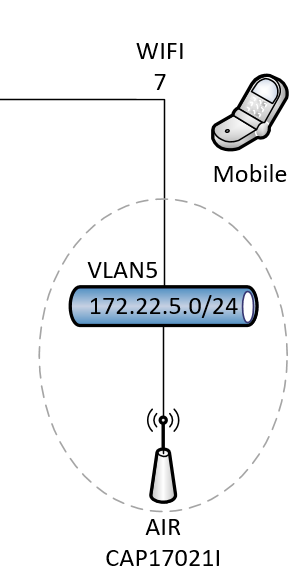 WIFI
7
Mobile
VLAN5
172.22.5.0/24
AIR
CAP17021I